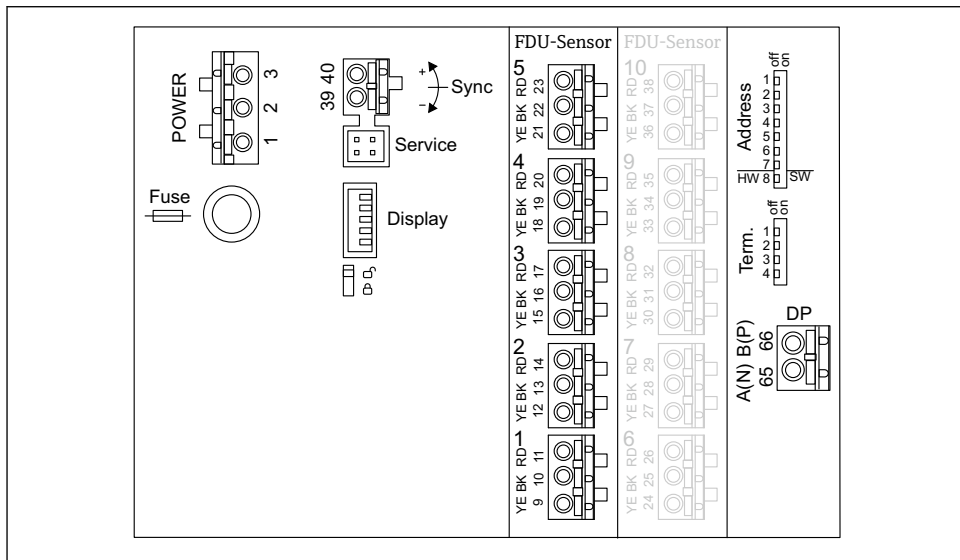 POWER
3
2
1
Fuse
39 40
+
-
Sync
Service
Display
FDU-Sensor
5
YE BK RD
21 22 23
4
YE BK RD
18 19 20
3
YE BK RD
15 16 17
2
YE BK RD
12 13 14
1
YE BK RD
9 10 11
FDU-Sensor
10
YE BK RD
36 37 38
9
YE BK RD
33 34 35
8
YE BK RD
30 31 32
7
YE BK RD
27 28 29
6
YE BK RD
24 25 26
Address
off
on
1
2
3
4
5
6
7
HW 8 SW
Term.
off
on
1
2
3
4
DP
A(N) B(P)
65 66